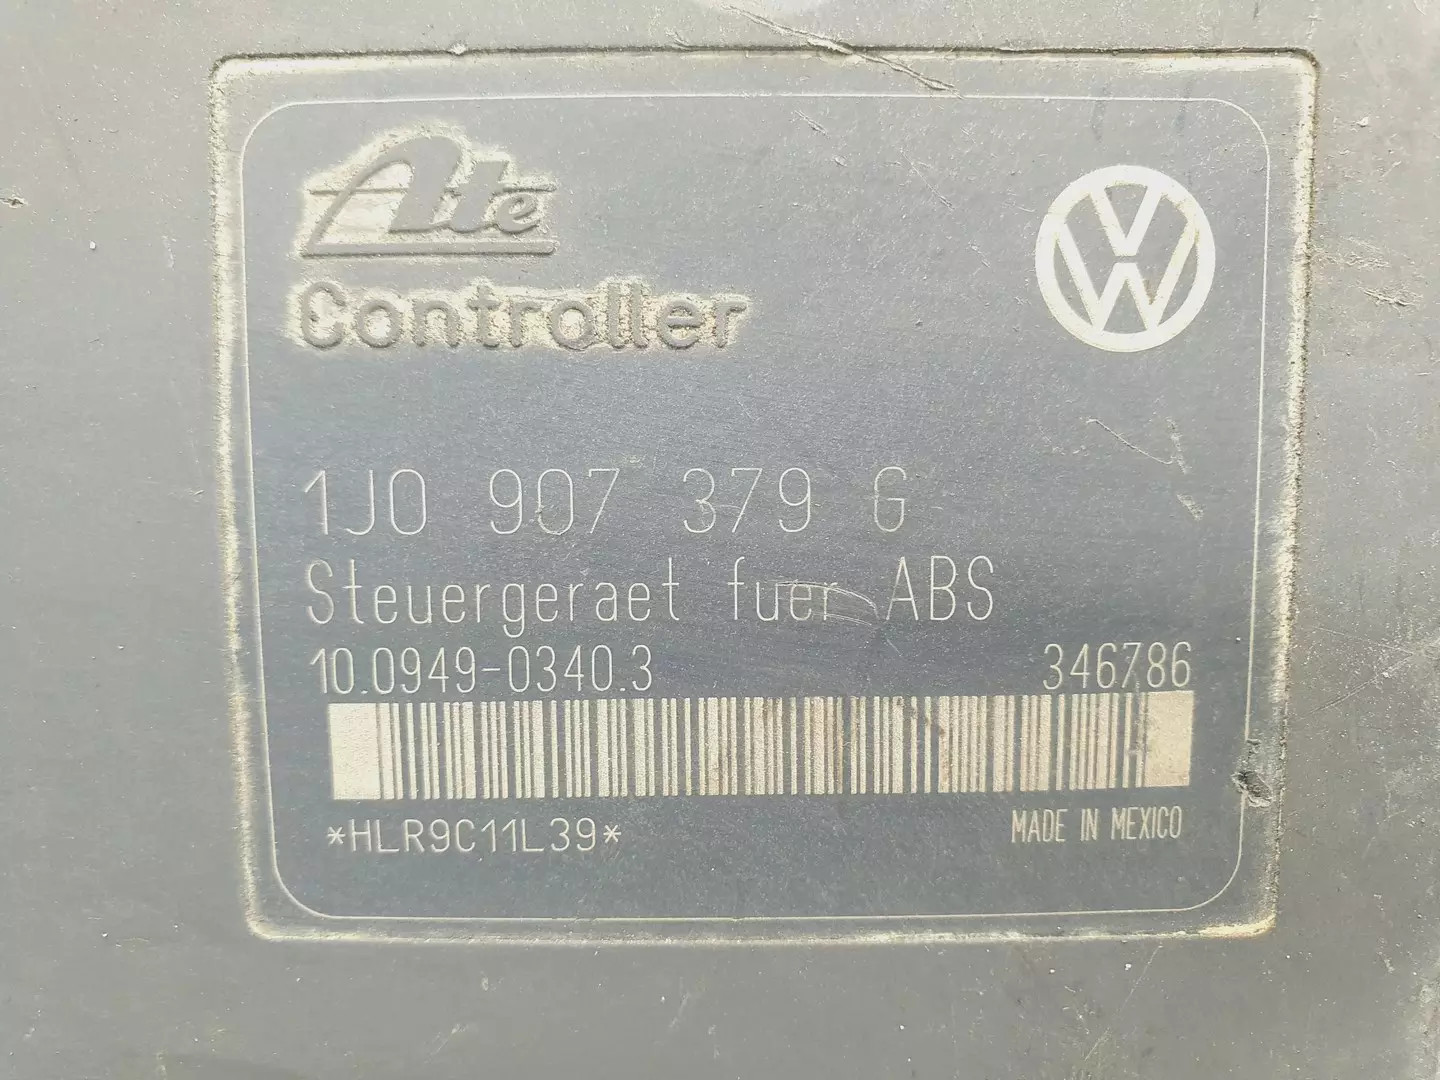 Ate
Controller
1J0 907 379 G
Steuergeraet fuer ABS
10.0949-0340.3 346786
*HLR9C11L39* MADE IN MEXICO